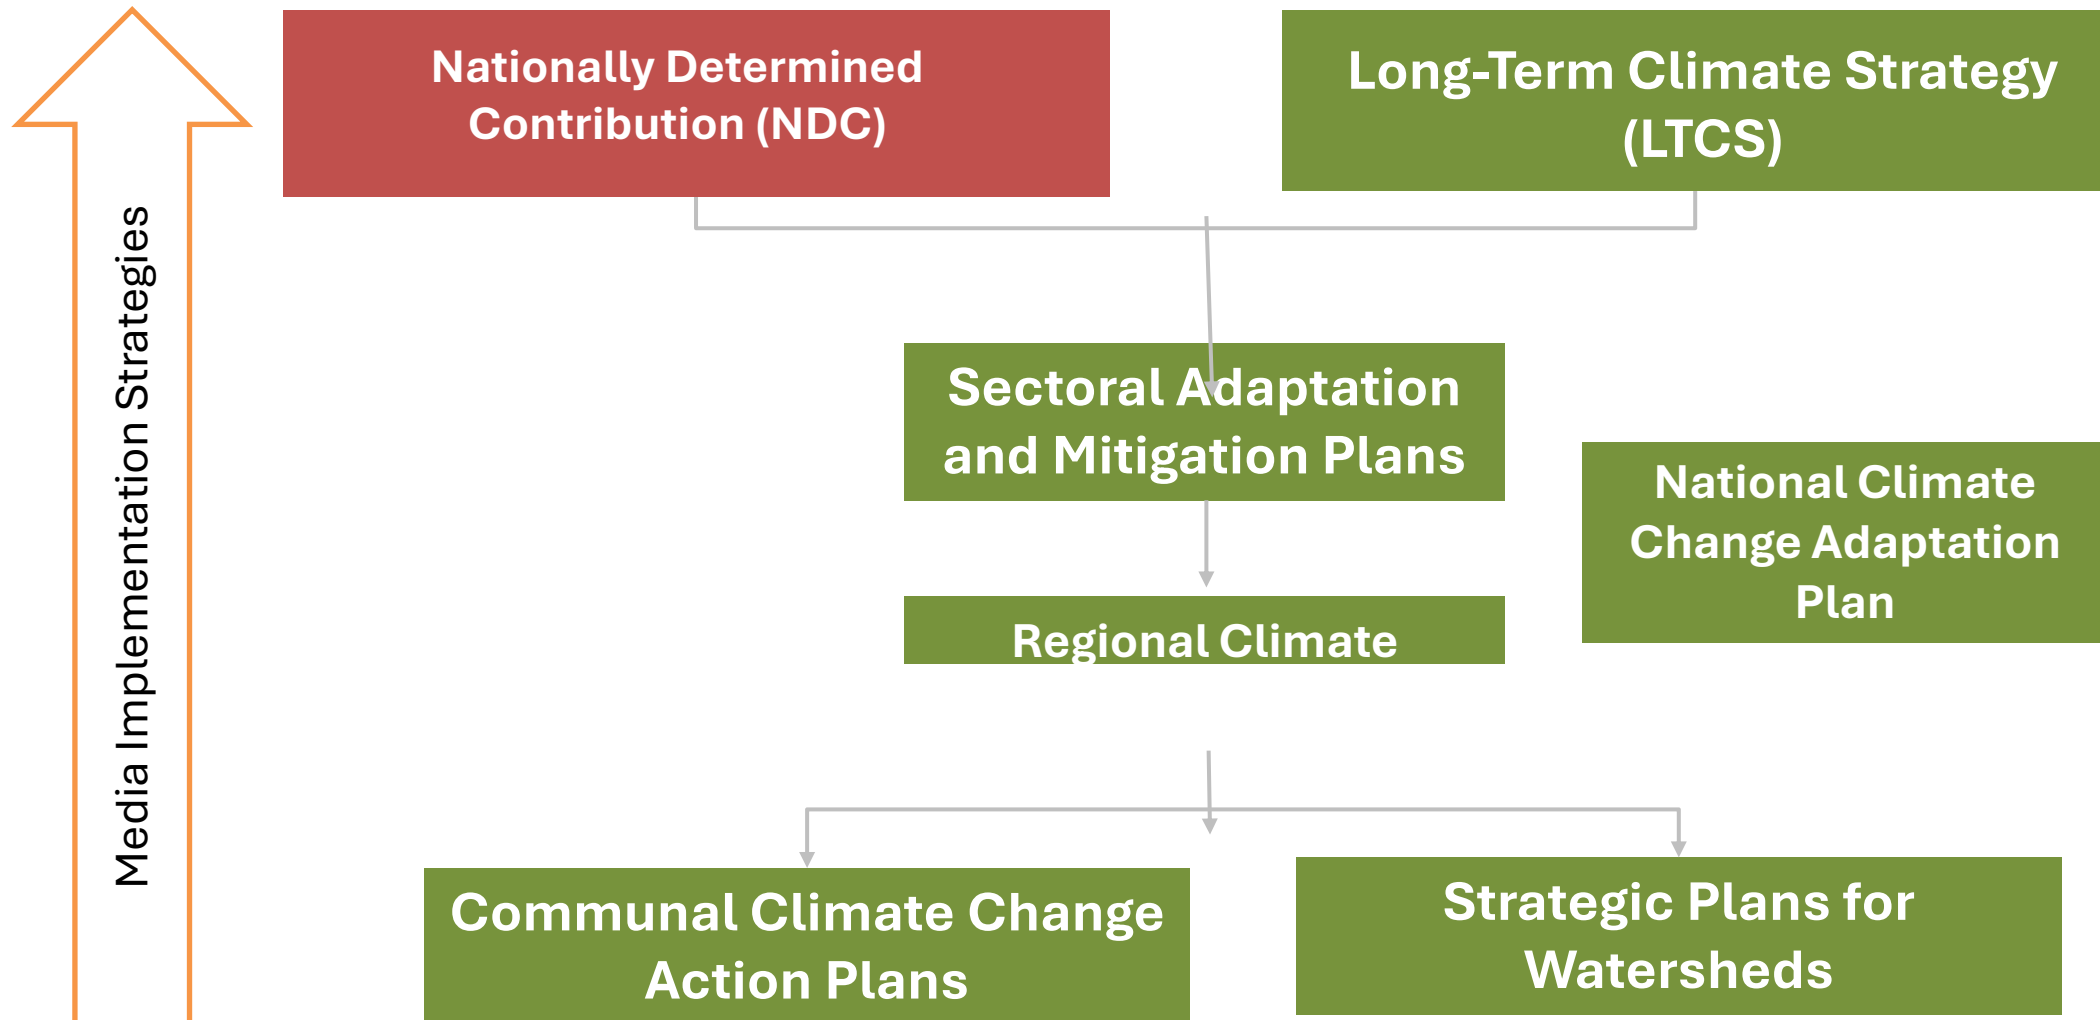 Nationally Determined
Contribution (NDC)
Long-Term Climate Strategy
(LTCS)
Media Implementation Strategies
Sectoral Adaptation
and Mitigation Plans
National Climate
Change Adaptation
Plan
Regional Climate
Communal Climate Change
Action Plans
Strategic Plans for
Watersheds